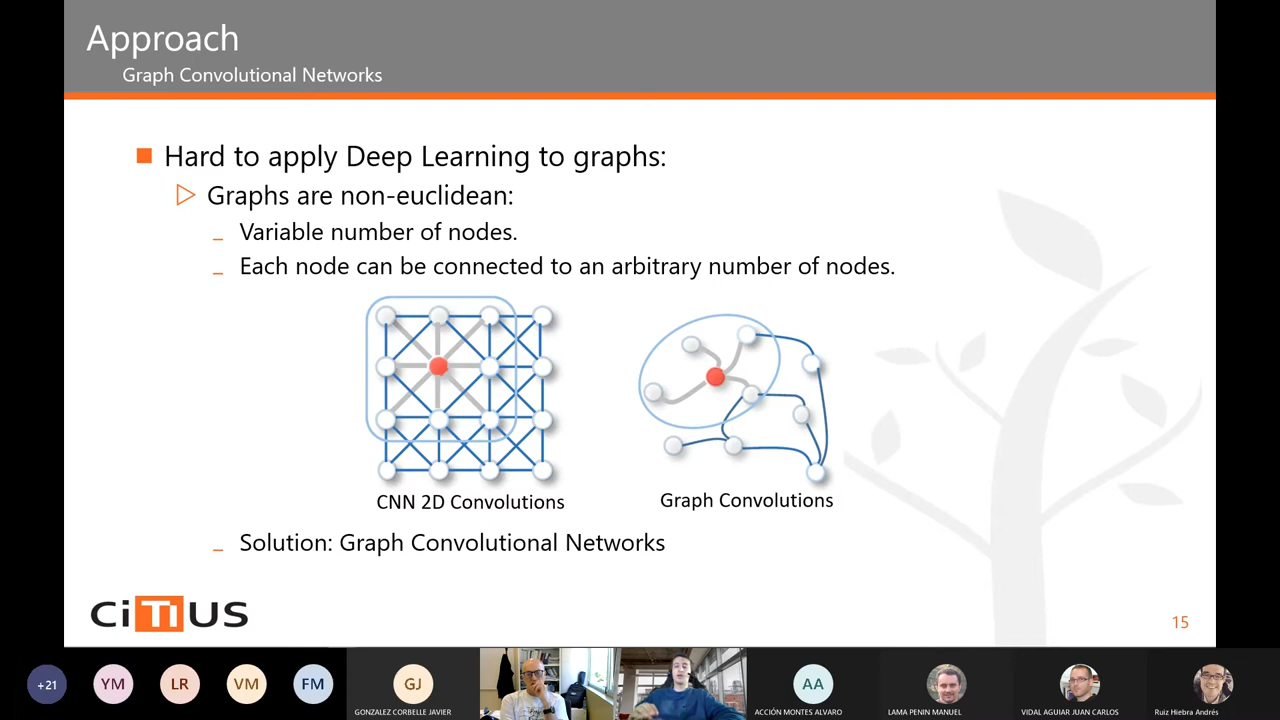 Approach
Graph Convolutional Networks
Hard to apply Deep Learning to graphs:
Graphs are non-euclidean:
Variable number of nodes.
Each node can be connected to an arbitrary number of nodes.
CNN 2D Convolutions
Graph Convolutions
Solution: Graph Convolutional Networks
CiTIUS
15
+21
YM
LR
VM
FM
GJ
AA
GONZALEZ CORBELLE JAVIER
ACCIÓN MONTES ALVARO
LAMA PENIN MANUEL
VIDAL AGUIAR JUAN CARLOS
Ruiz Hiebra Andrés